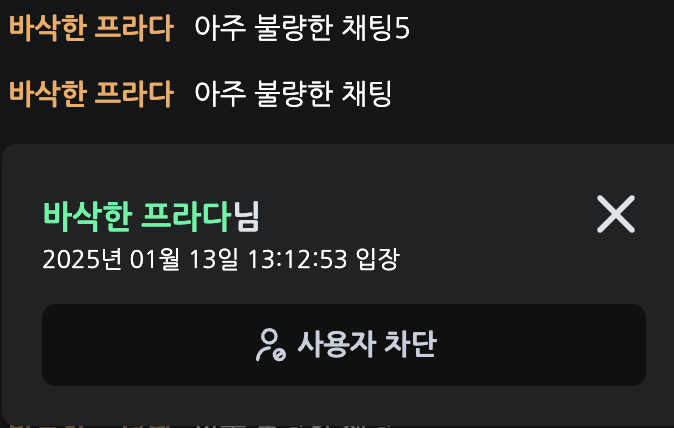 바삭한 프라다 아주 불량한 채팅5
바삭한 프라다 아주 불량한 채팅
바삭한 프라다님
2025년 01월 13일 13:12:53 입장
사용자 차단